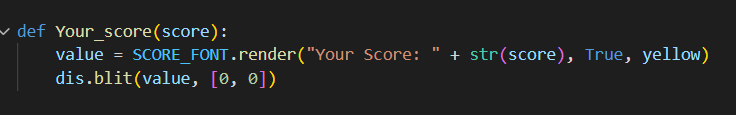 def Your_score(score):
    value = SCORE_FONT.render("Your Score: " + str(score), True, yellow)
    dis.blit(value, [0, 0])